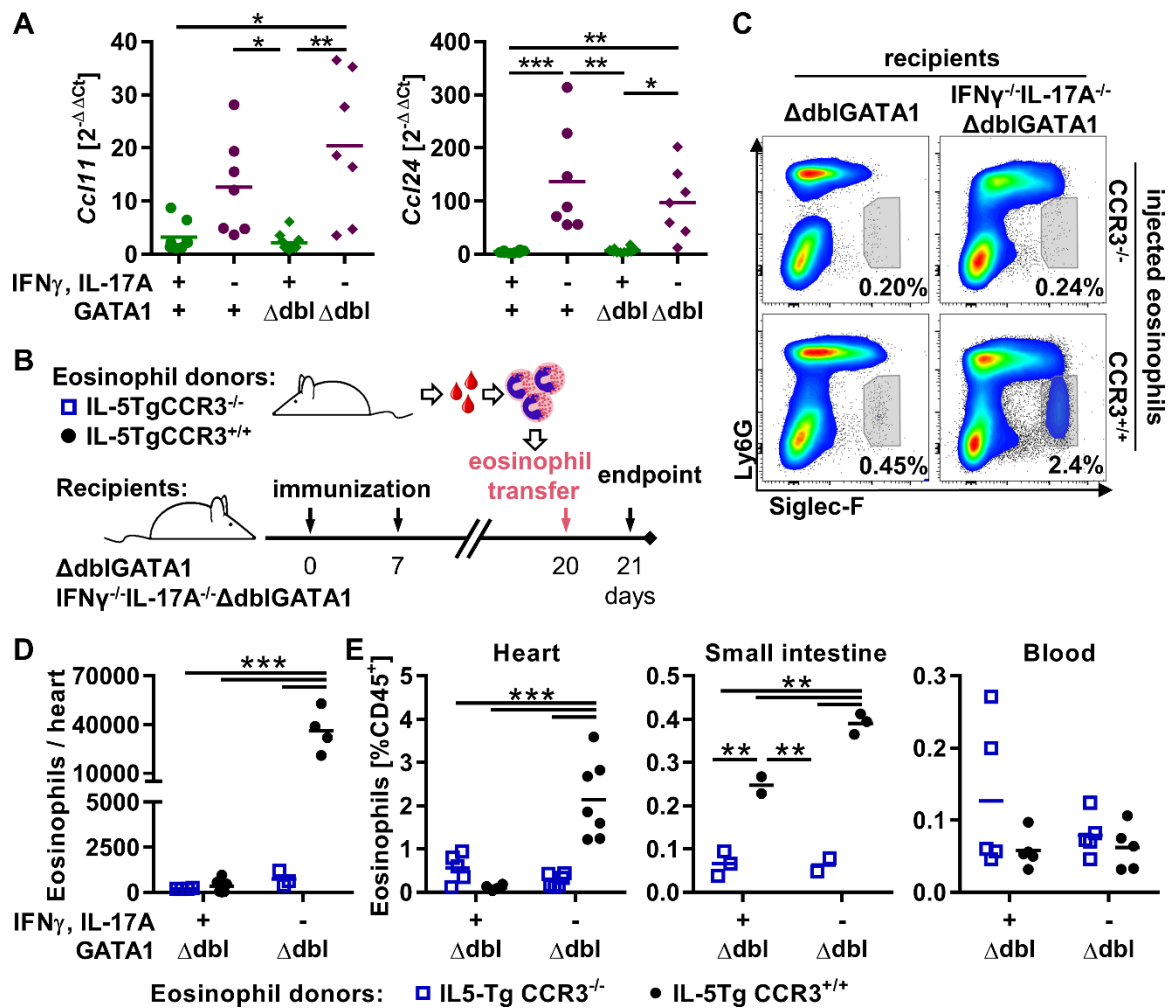 A
Ccl11 [2^-ΔΔCt]
40
30
20
10
0
*
*
**
Ccl24 [2^-ΔΔCt]
400
300
200
100
0
**
***
**
*
IFNγ, IL-17A + - + - + - + -
GATA1 + + Δdbl Δdbl + + Δdbl Δdbl
B
Eosinophil donors:
IL-5TgCCR3-/-
IL-5TgCCR3+/+
Recipients:
immunization
eosinophil
transfer
endpoint
0 7 20 21
days
ΔdblGATA1
IFNγ-/-IL-17A-/-ΔdblGATA1
C
recipients
ΔdblGATA1
IFNγ-/-IL-17A-/-
ΔdblGATA1
injected eosinophils
CCR3-/-
CCR3+/+
0.20%
0.24%
0.45%
2.4%
Ly6G
Siglec-F
D
Eosinophils / heart
70000
40000
10000
5000
2500
0
***
E
Heart
Eosinophils [%CD45+]
5
4
3
2
1
0
***
Small intestine
0.5
0.4
0.3
0.2
0.1
0.0
**
**
**
Blood
0.3
0.2
0.1
0.0
IFNγ, IL-17A + - + - + - + -
GATA1 Δdbl Δdbl Δdbl Δdbl Δdbl Δdbl Δdbl Δdbl
Eosinophil donors: IL5-Tg CCR3-/- IL-5Tg CCR3+/+